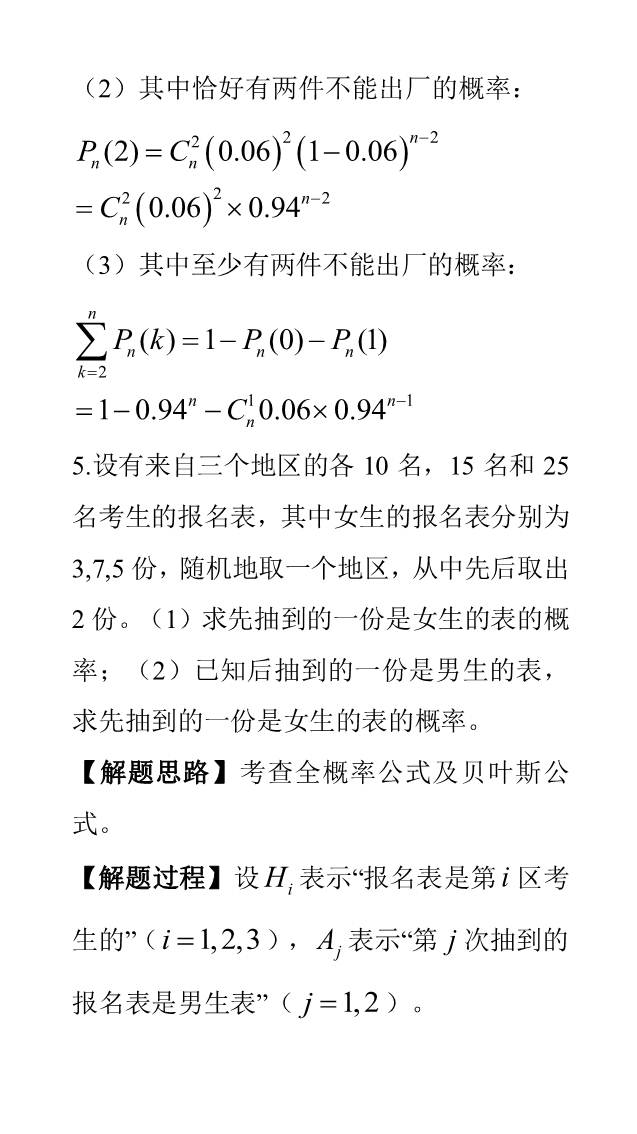 （2）其中恰好有两件不能出厂的概率：
P_n(2) = C_n^2 (0.06)^2 (1−0.06)^{n−2}
= C_n^2 (0.06)^2 × 0.94^{n−2}
（3）其中至少有两件不能出厂的概率：
\sum_{k=2}^{n} P_n(k) = 1 − P_n(0) − P_n(1)
= 1 − 0.94^n − C_n^1 0.06 × 0.94^{n−1}
5.设有来自三个地区的各 10 名，15 名和 25
名考生的报名表，其中女生的报名表分别为
3,7,5 份，随机地取一个地区，从中先后取出
2 份。（1）求先抽到的一份是女生的表的概
率；（2）已知后抽到的一份是男生的表，
求先抽到的一份是女生的表的概率。
【解题思路】考查全概率公式及贝叶斯公
式。
【解题过程】设 H_i 表示“报名表是第 i 区考
生的”（i = 1,2,3），A_j 表示“第 j 次抽到的
报名表是男生表”（j = 1,2）。